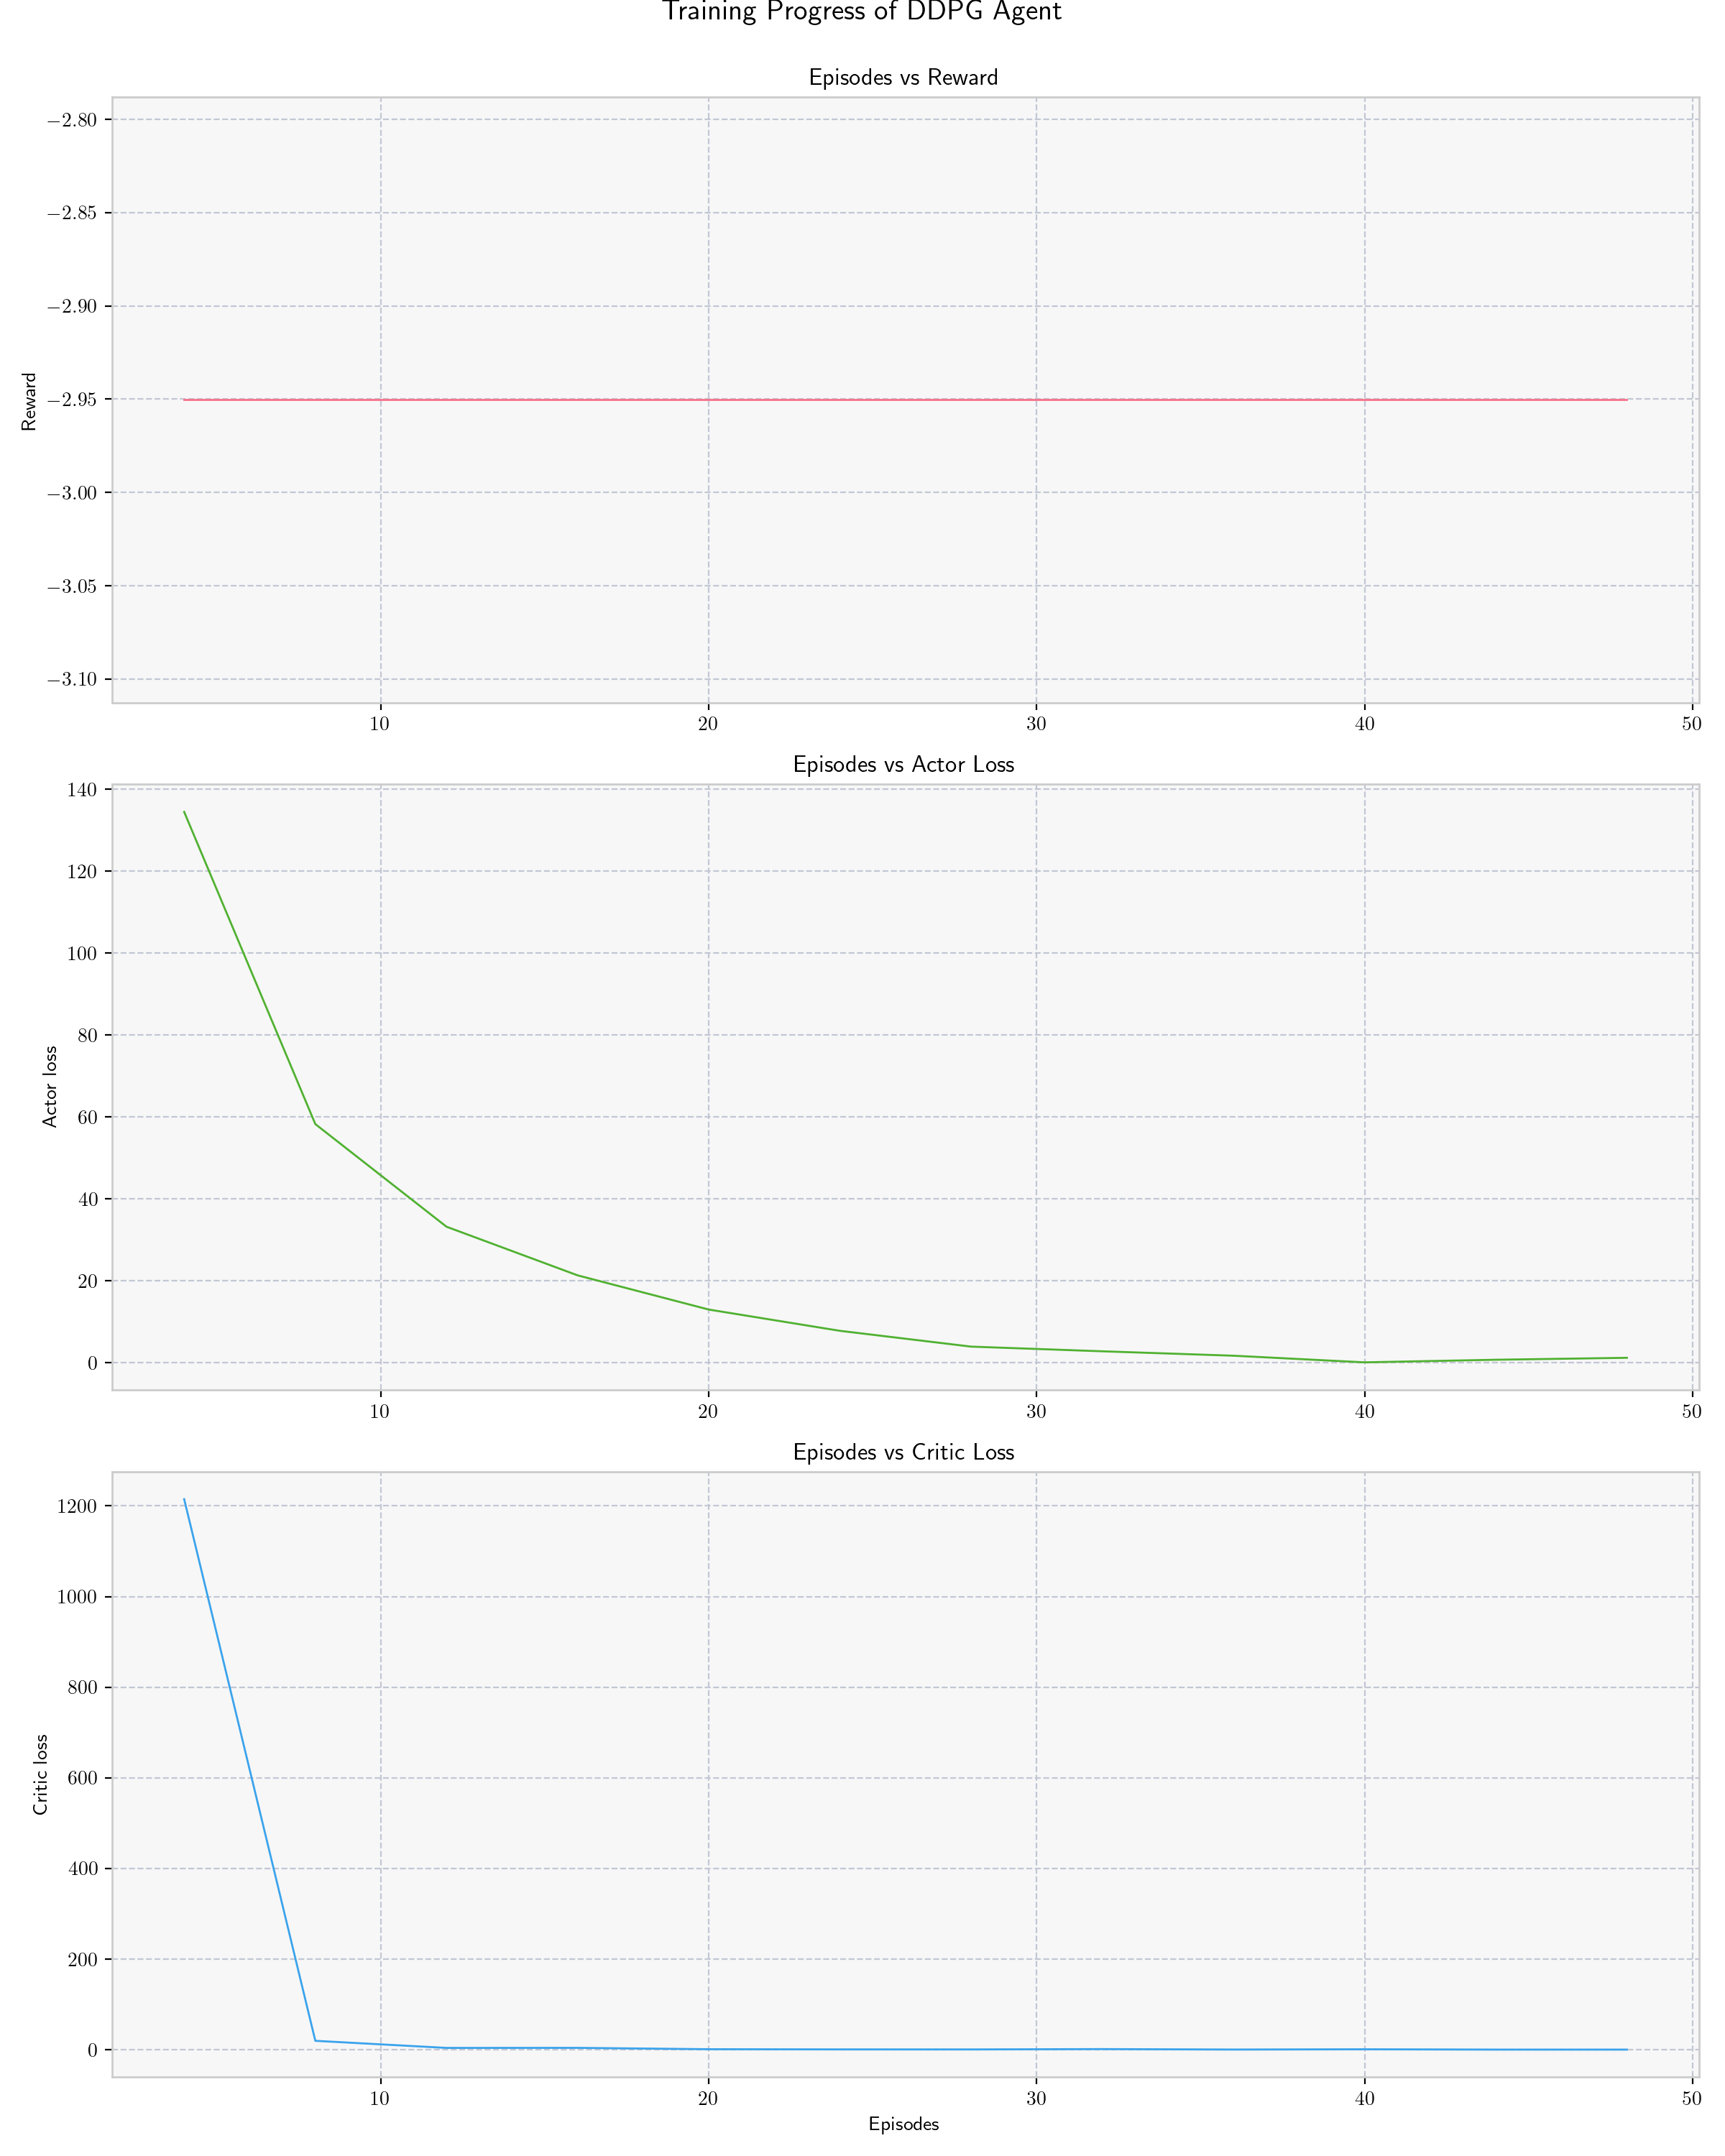 Training Progress of DDPG Agent
Episodes vs Reward
−2.80
−2.85
−2.90
−2.95
−3.00
−3.05
−3.10
Reward
10 20 30 40 50
Episodes vs Actor Loss
140
120
100
80
60
40
20
0
Actor loss
10 20 30 40 50
Episodes vs Critic Loss
1200
1000
800
600
400
200
0
Critic loss
10 20 30 40 50
Episodes